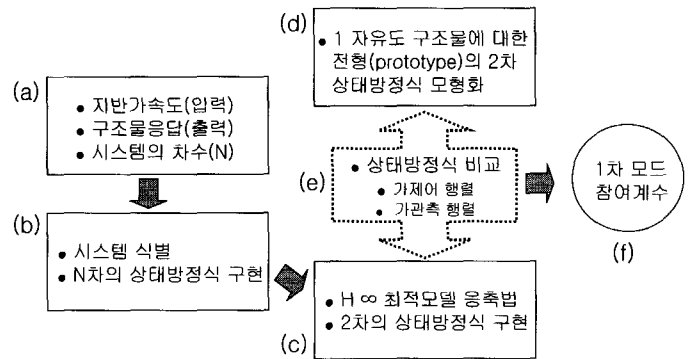 (a)
● 지반가속도(입력)
● 구조물응답(출력)
● 시스템의 차수(N)
(b)
● 시스템 식별
● N차의 상태방정식 구현
(c)
● H ∞ 최적모델 응축법
● 2차의 상태방정식 구현
(d)
● 1 자유도 구조물에 대한
전형(prototype)의 2차
상태방정식 모형화
(e)
● 상태방정식 비교
● 가제어 행렬
● 가관측 행렬
1차 모드
참여계수
(f)